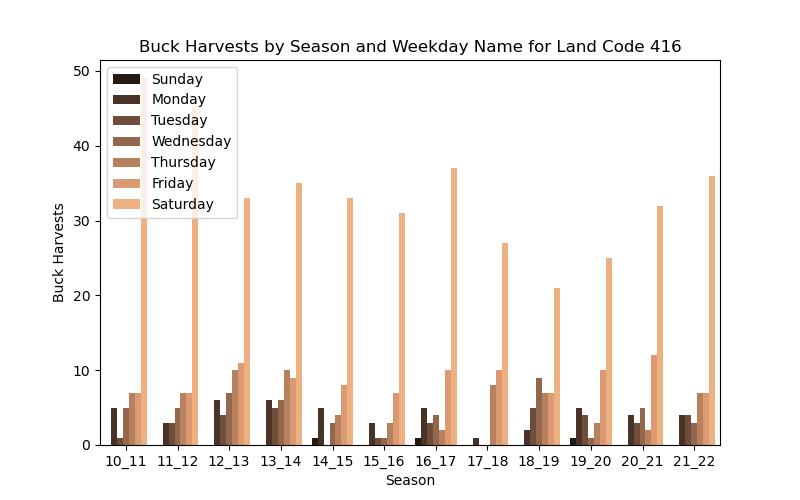 Buck Harvests by Season and Weekday Name for Land Code 416
50
40
30
20
10
0
Buck Harvests
Sunday
Monday
Tuesday
Wednesday
Thursday
Friday
Saturday
10_11 11_12 12_13 13_14 14_15 15_16 16_17 17_18 18_19 19_20 20_21 21_22
Season